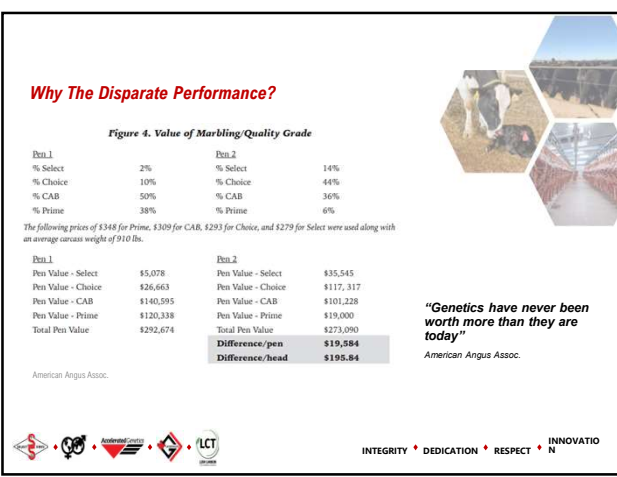 Why The Disparate Performance?
Figure 4. Value of Marbling/Quality Grade
Pen 1 Pen 2
% Select 2% % Select 14%
% Choice 10% % Choice 44%
% CAB 50% % CAB 36%
% Prime 38% % Prime 6%
The following prices of $348 for Prime, $309 for CAB, $293 for Choice, and $279 for Select were used along with
an average carcass weight of 910 lbs.
Pen 1 Pen 2
Pen Value - Select $5,078 Pen Value - Select $35,545
Pen Value - Choice $26,663 Pen Value - Choice $117, 317
Pen Value - CAB $140,595 Pen Value - CAB $101,228
Pen Value - Prime $120,338 Pen Value - Prime $19,000
Total Pen Value $292,674 Total Pen Value $273,090
Difference/pen $19,584
Difference/head $195.84
American Angus Assoc.
“Genetics have never been
worth more than they are
today”
American Angus Assoc.
Accelerated Genetics
LCT
INTEGRITY ♦ DEDICATION ♦ RESPECT ♦ INNOVATIO
N